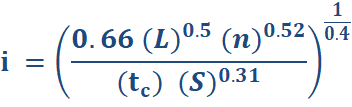 i = (0.66 (L)^0.5 (n)^0.52 / (t_c) (S)^0.31)^(1/0.4)